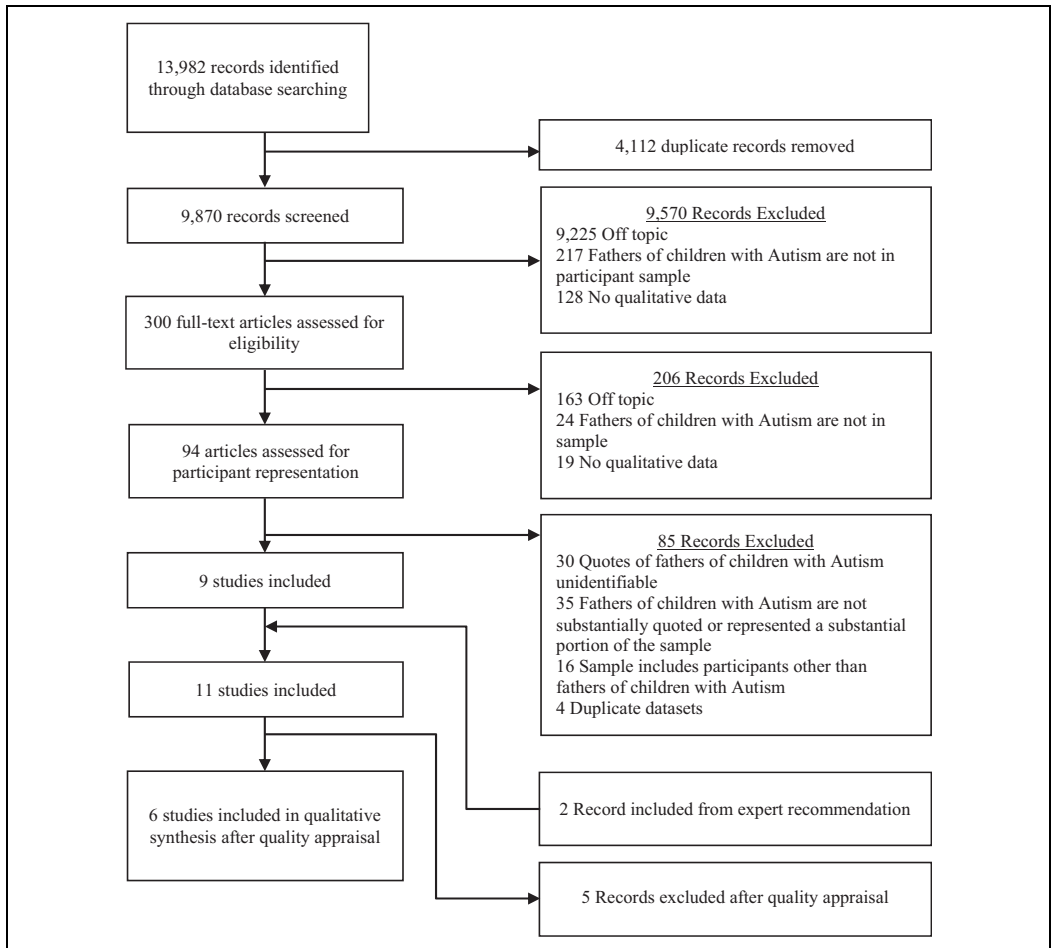 13,982 records identified
through database searching
4,112 duplicate records removed
9,870 records screened
9,570 Records Excluded
9,225 Off topic
217 Fathers of children with Autism are not in
participant sample
128 No qualitative data
300 full-text articles assessed for
eligibility
206 Records Excluded
163 Off topic
24 Fathers of children with Autism are not in
sample
19 No qualitative data
94 articles assessed for
participant representation
85 Records Excluded
30 Quotes of fathers of children with Autism
unidentifiable
35 Fathers of children with Autism are not
substantially quoted or represented a substantial
portion of the sample
16 Sample includes participants other than
fathers of children with Autism
4 Duplicate datasets
9 studies included
11 studies included
2 Record included from expert recommendation
6 studies included in qualitative
synthesis after quality appraisal
5 Records excluded after quality appraisal